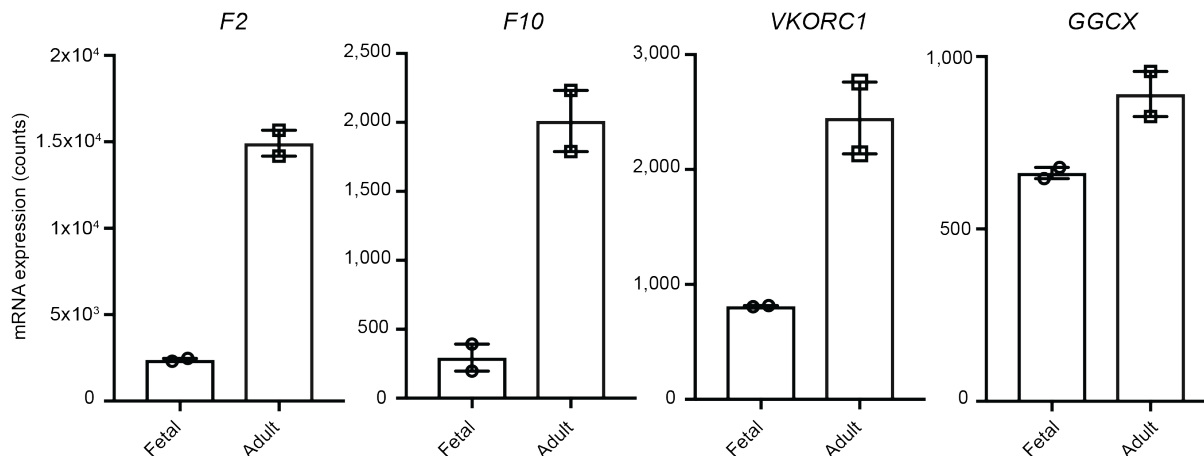 F2
F10
VKORC1
GGCX
mRNA expression (counts)
2x10⁴
1.5x10⁴
1x10⁴
5x10³
0
Fetal
Adult
2,500
2,000
1,500
1,000
500
0
Fetal
Adult
3,000
2,000
1,000
0
Fetal
Adult
1,000
500
0
Fetal
Adult